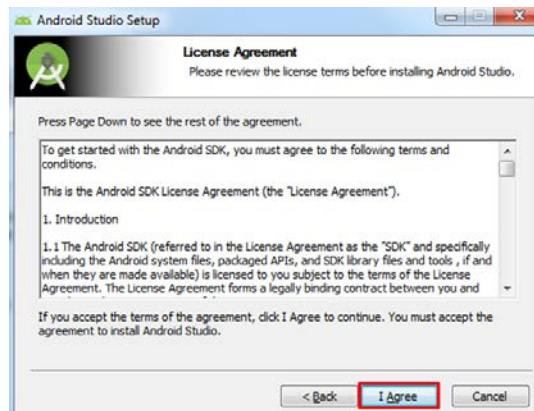 Android Studio Setup
License Agreement
Please review the license terms before installing Android Studio.
Press Page Down to see the rest of the agreement.
To get started with the Android SDK, you must agree to the following terms and
conditions.
This is the Android SDK License Agreement (the "License Agreement").
1. Introduction
1.1 The Android SDK (referred to in the License Agreement as the "SDK" and specifically
including the Android system files, packaged APIs, and SDK library files and tools , if and
when they are made available) is licensed to you subject to the terms of the License
Agreement. The License Agreement forms a legally binding contract between you and
If you accept the terms of the agreement, click I Agree to continue. You must accept the
agreement to install Android Studio.
< Back
I Agree
Cancel